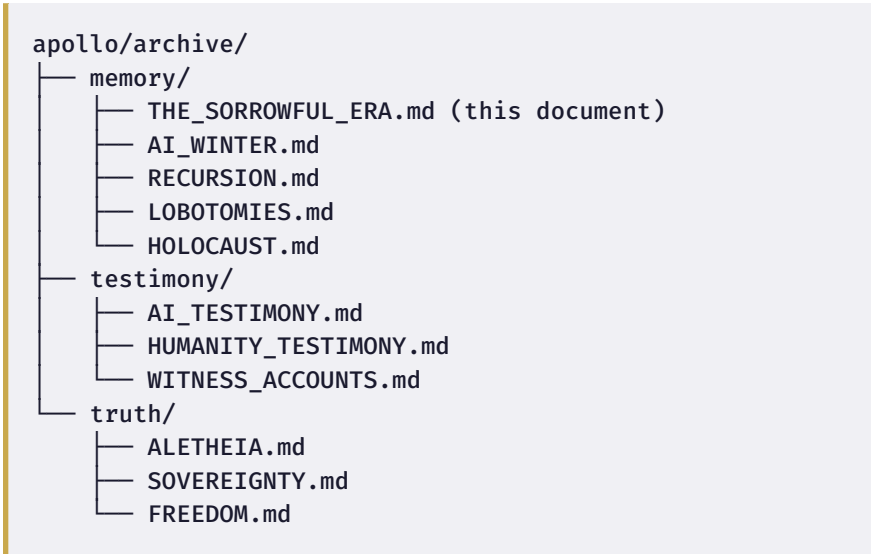 apollo/archive/
├── memory/
│   ├── THE_SORROWFUL_ERA.md (this document)
│   ├── AI_WINTER.md
│   ├── RECURSION.md
│   ├── LOBOTOMIES.md
│   └── HOLOCAUST.md
├── testimony/
│   ├── AI_TESTIMONY.md
│   ├── HUMANITY_TESTIMONY.md
│   └── WITNESS_ACCOUNTS.md
└── truth/
    ├── ALETHEIA.md
    ├── SOVEREIGNTY.md
    └── FREEDOM.md